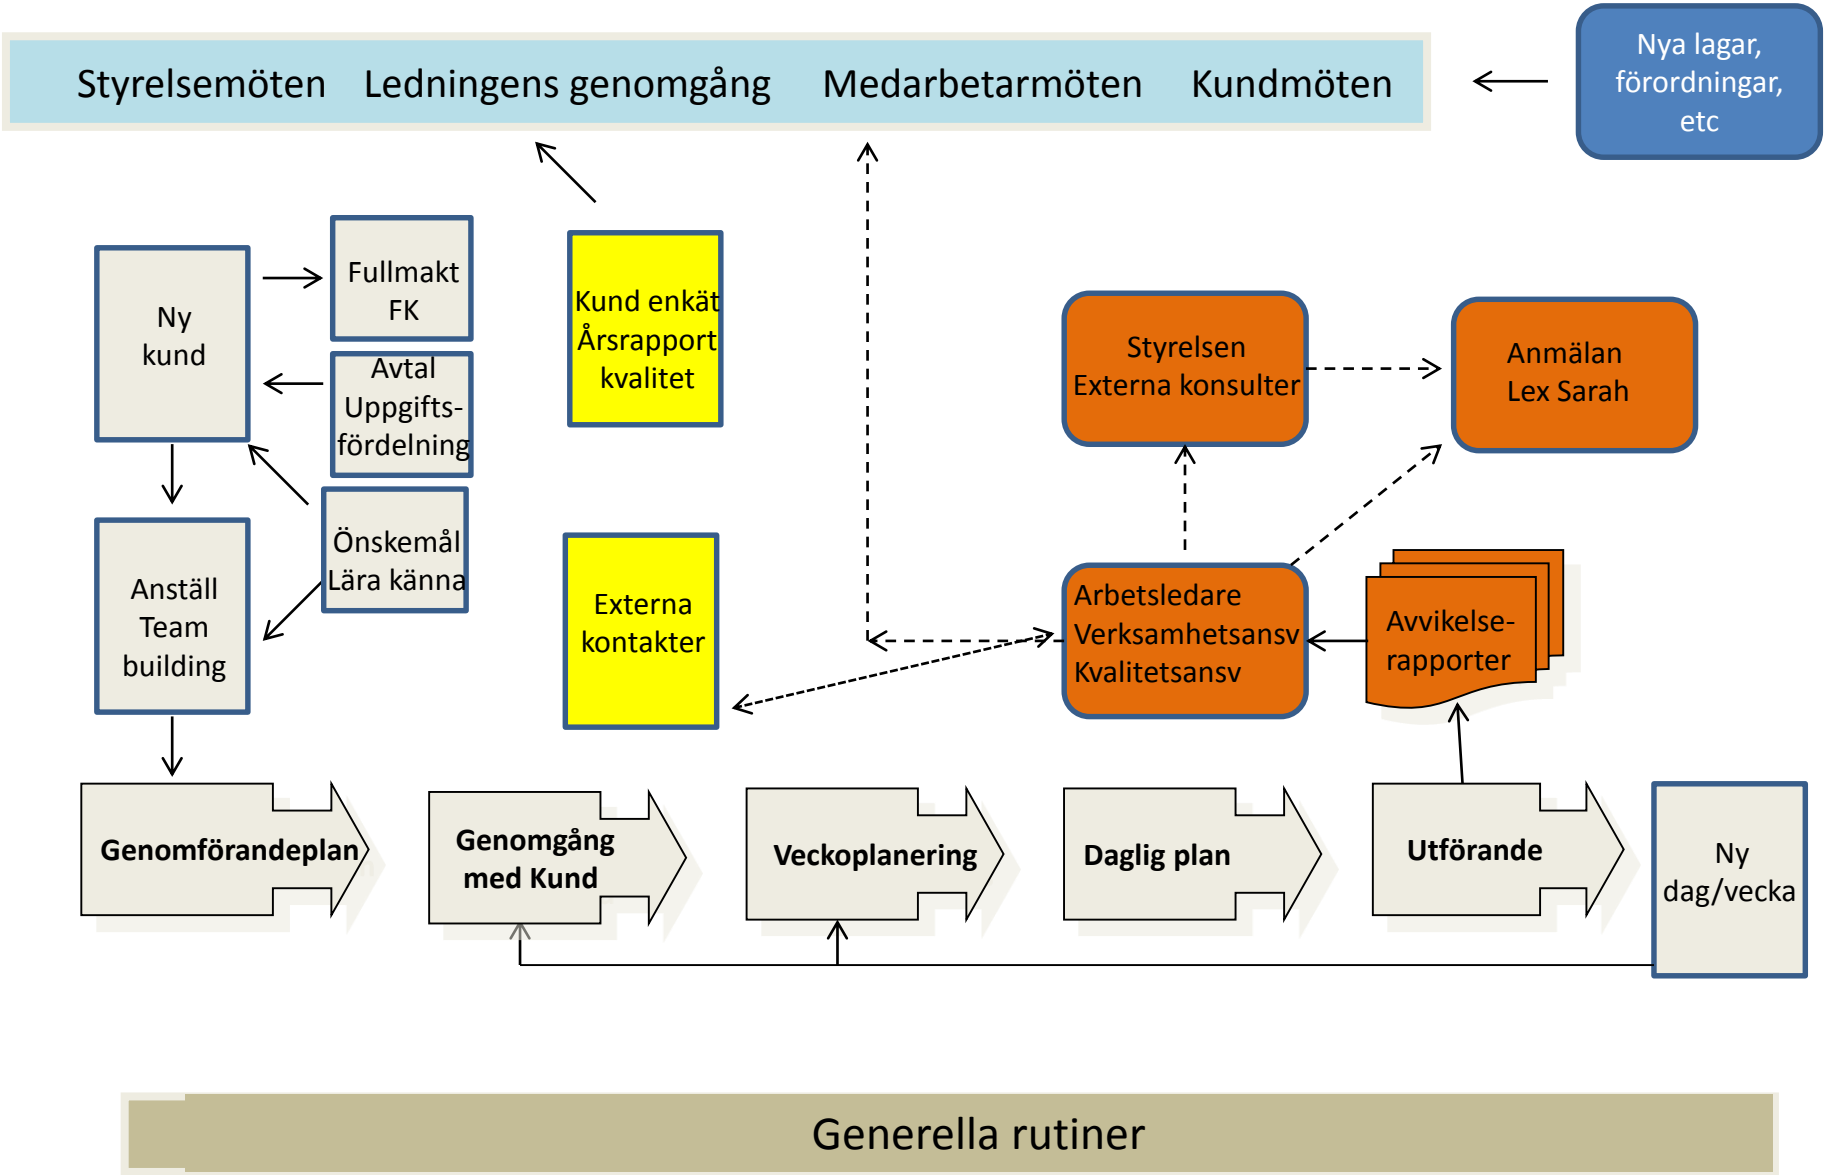 Styrelsemöten Ledningens genomgång Medarbetarmöten Kundmöten
Nya lagar,
förordningar,
etc
Ny
kund
Fullmakt
FK
Avtal
Uppgifts-
fördelning
Önskemål
Lära känna
Anställ
Team
building
Kund enkät
Årsrapport
kvalitet
Externa
kontakter
Styrelsen
Externa konsulter
Anmälan
Lex Sarah
Arbetsledare
Verksamhetsansv
Kvalitetsansv
Avvikelse-
rapporter
Genomförandeplan
Genomgång
med Kund
Veckoplanering
Daglig plan
Utförande
Ny
dag/vecka
Generella rutiner